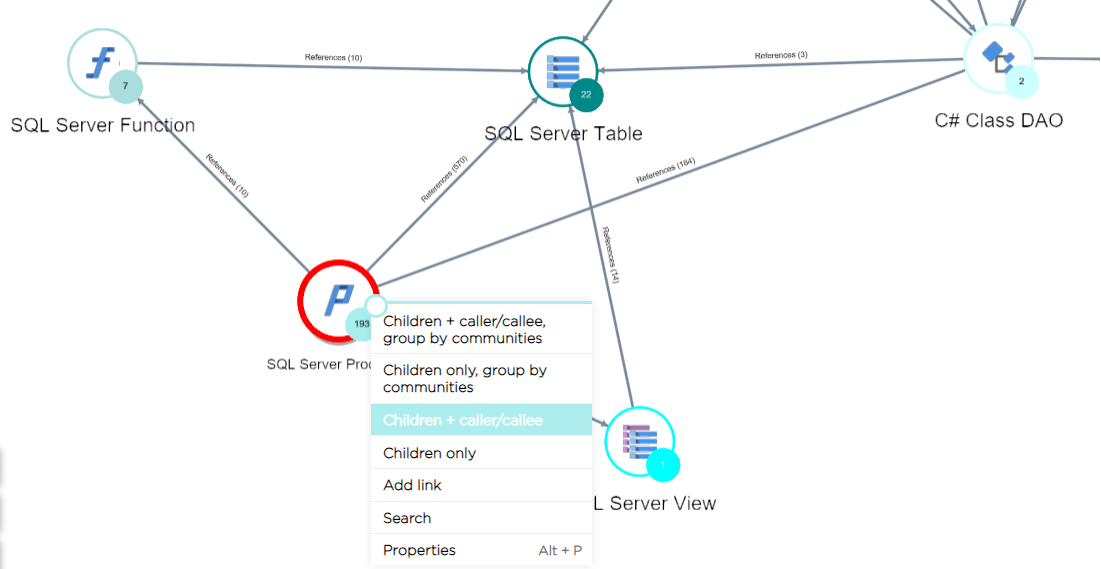 References (10)
References (3)
7
22
2
SQL Server Function
SQL Server Table
C# Class DAO
References (10)
References (570)
References (164)
References (14)
193
SQL Server
Children + caller/callee,
group by communities
Children only, group by
communities
Children + caller/callee
Children only
Add link
Search
Properties Alt + P
1
L Server View